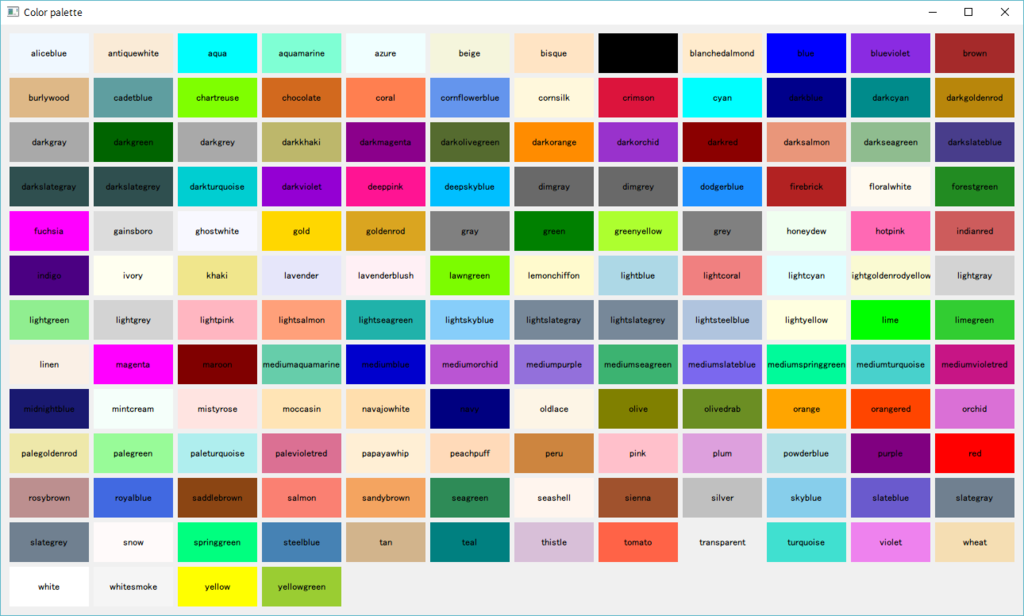 Color palette
aliceblue antiquewhite aqua aquamarine azure beige bisque blanchedalmond blue blueviolet brown
burlywood cadetblue chartreuse chocolate coral cornflowerblue cornsilk crimson cyan darkblue darkcyan darkgoldenrod
darkgray darkgreen darkgrey darkkhaki darkmagenta darkolivegreen darkorange darkorchid darkred darksalmon darkseagreen darkslateblue
darkslategray darkslategrey darkturquoise darkviolet deeppink deepskyblue dimgray dimgrey dodgerblue firebrick floralwhite forestgreen
fuchsia gainsboro ghostwhite gold goldenrod gray green greenyellow grey honeydew hotpink indianred
indigo ivory khaki lavender lavenderblush lawngreen lemonchiffon lightblue lightcoral lightcyan ightgoldenrodyellow lightgray
lightgreen lightgrey lightpink lightsalmon lightseagreen lightskyblue lightslategray lightslategrey lightsteelblue lightyellow lime limegreen
linen magenta maroon mediumaquamarine mediumblue mediumorchid mediumpurple mediumseagreen mediumslateblue mediumspringgreen mediumturquoise mediumvioletred
midnightblue mintcream mistyrose moccasin navajowhite navy oldlace olive olivedrab orange orangered orchid
palegoldenrod palegreen paleturquoise palevioletred papayawhip peachpuff peru pink plum powderblue purple red
rosybrown royalblue saddlebrown salmon sandybrown seagreen seashell sienna silver skyblue slateblue slategray
slategrey snow springgreen steelblue tan teal thistle tomato transparent turquoise violet wheat
white whitesmoke yellow yellowgreen